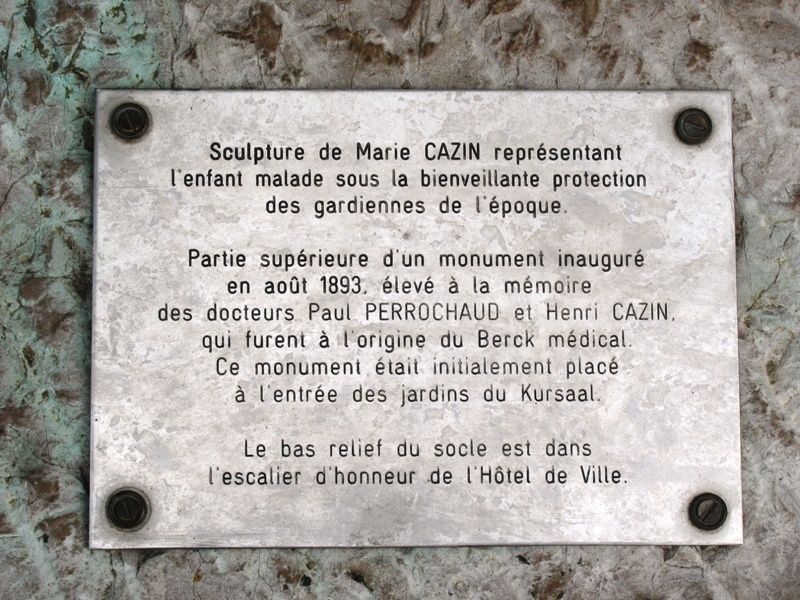 Sculpture de Marie CAZIN représentant
l'enfant malade sous la bienveillante protection
des gardiennes de l'époque.
Partie supérieure d'un monument inauguré
en août 1893, élevé à la mémoire
des docteurs Paul PERROCHAUD et Henri CAZIN,
qui furent à l'origine du Berck médical.
Ce monument était initialement placé
à l'entrée des jardins du Kursaal.
Le bas relief du socle est dans
l'escalier d'honneur de l'Hôtel de Ville.